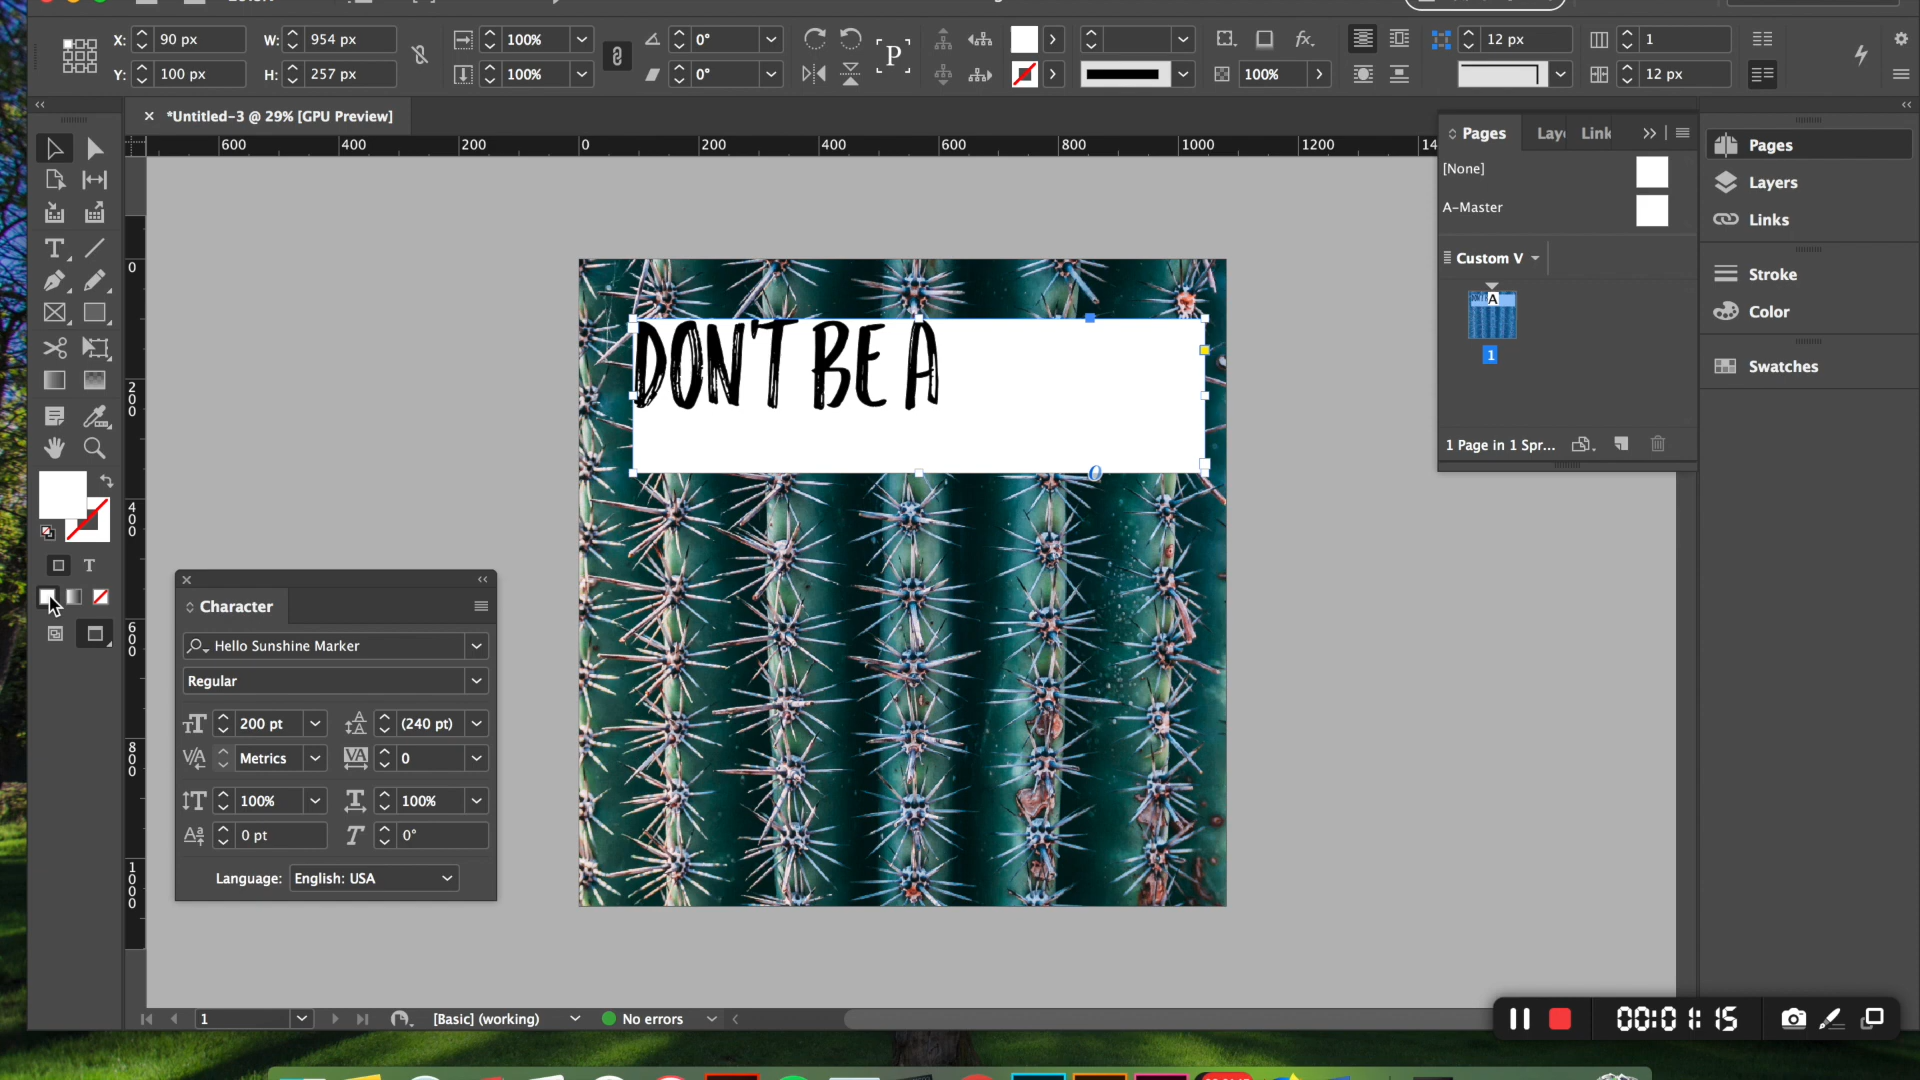 X: 90 px W: 954 px 100% 0° 12 px 1
Y: 100 px H: 257 px 100% 0° P fx. 100% 12 px
× *Untitled-3 @ 29% [GPU Preview]
600 400 200 0 200 400 600 800 1000 1200 14
0
200
400
600
800
1000
Pages Laye Link
[None]
A-Master
Custom V
A
1
1 Page in 1 Spr...
Pages
Layers
Links
Stroke
Color
Swatches
DON'T BE A
Character
Hello Sunshine Marker
Regular
200 pt (240 pt)
Metrics 0
100% 100%
0 pt 0°
Language: English: USA
1 [Basic] (working) No errors
00:01:15